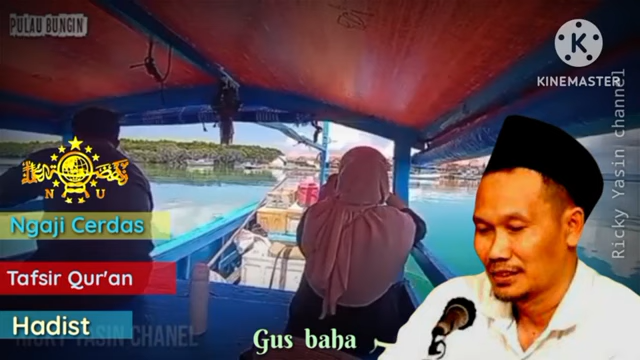 PULAU BUNGIN
KINEMASTER
Ricky Yasin channel
NU
Ngaji Cerdas
Tafsir Qur'an
Hadist
RICKY YASIN CHANEL
Gus baha